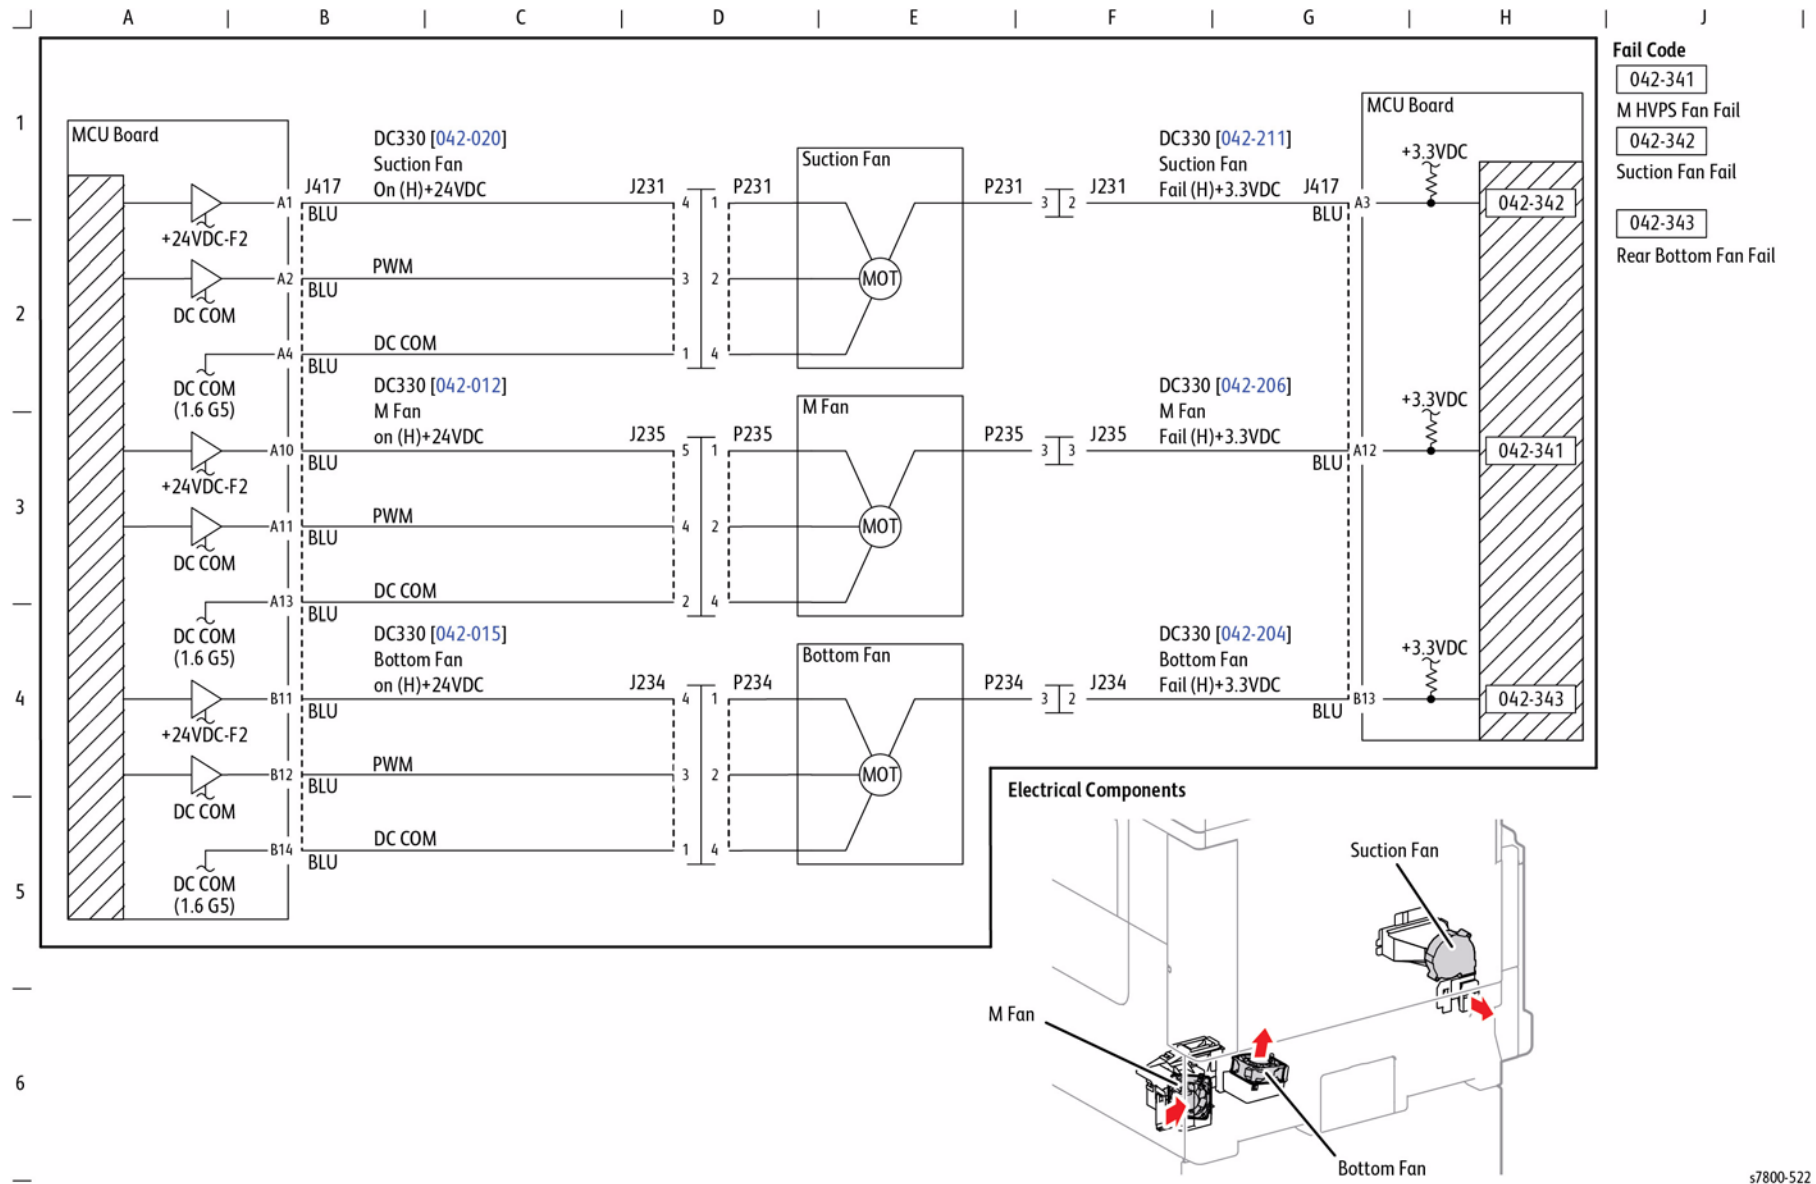 A B C D E F G H J
Fail Code
042-341
M HVPS Fan Fail
042-342
Suction Fan Fail
042-343
Rear Bottom Fan Fail
1
2
3
4
5
6
MCU Board
+24VDC-F2
DC COM
DC COM
(1.6 G5)
+24VDC-F2
DC COM
DC COM
(1.6 G5)
+24VDC-F2
DC COM
DC COM
(1.6 G5)
DC330 [042-020]
Suction Fan
J417 On (H)+24VDC J231 P231
A1 BLU 4 1
A2 BLU PWM 3 2
A4 BLU DC COM 1 4
Suction Fan
MOT
P231 J231
3 2
DC330 [042-211]
Suction Fan
Fail (H)+3.3VDC J417
BLU A3
DC330 [042-012]
M Fan
on (H)+24VDC J235 P235
A10 BLU 5 1
A11 BLU PWM 4 2
A13 BLU DC COM 2 4
M Fan
MOT
P235 J235
3 3
DC330 [042-206]
M Fan
Fail (H)+3.3VDC
BLU A12
DC330 [042-015]
Bottom Fan
on (H)+24VDC J234 P234
B11 BLU 4 1
B12 BLU PWM 3 2
B14 BLU DC COM 1 4
Bottom Fan
MOT
P234 J234
3 2
DC330 [042-204]
Bottom Fan
Fail (H)+3.3VDC
BLU B13
MCU Board
+3.3VDC
042-342
+3.3VDC
042-341
+3.3VDC
042-343
Electrical Components
Suction Fan
M Fan
Bottom Fan
s7800-522